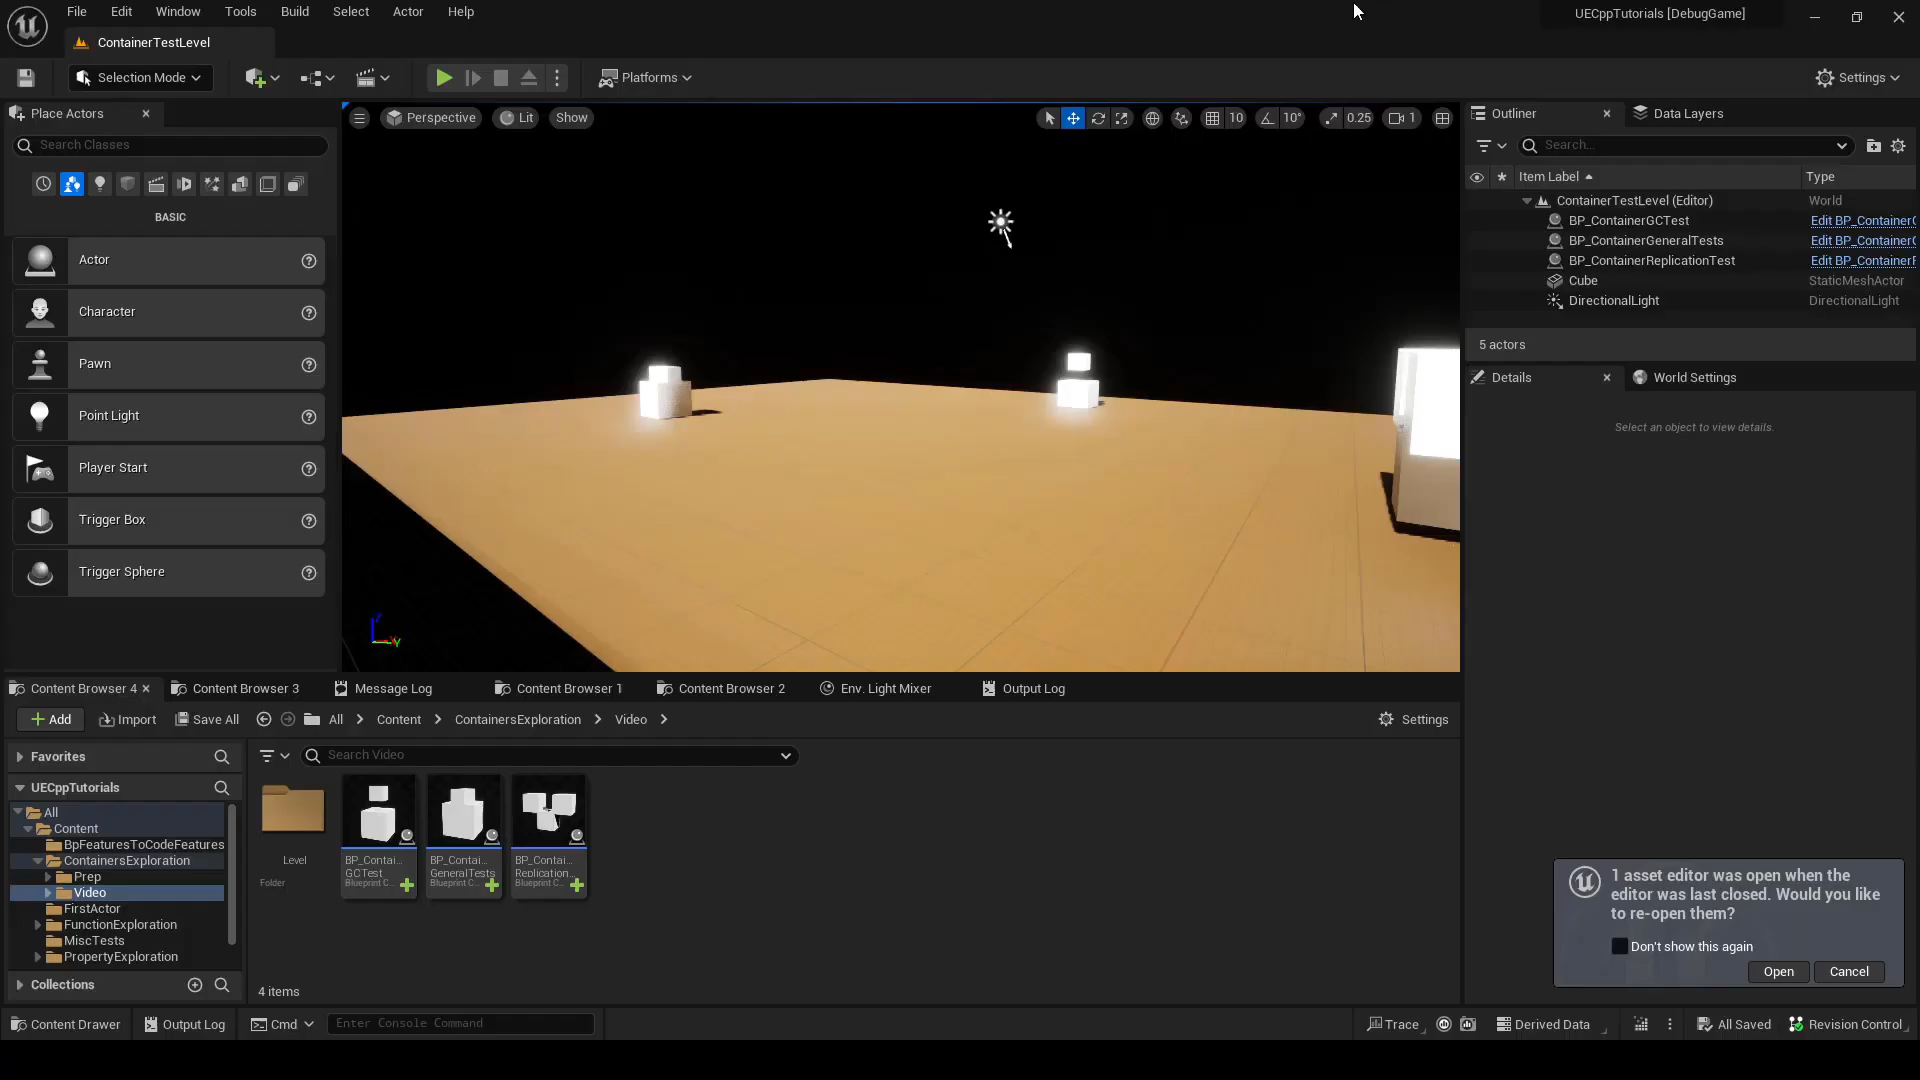 File Edit Window Tools Build Select Actor Help
UECppTutorials [DebugGame]
ContainerTestLevel
Selection Mode
Platforms
Settings
Place Actors
Search Classes
BASIC
Actor
Character
Pawn
Point Light
Player Start
Trigger Box
Trigger Sphere
Perspective Lit Show
10 10° 0.25 1
Z
Y
Outliner Data Layers
Search...
Item Label Type
ContainerTestLevel (Editor) World
BP_ContainerGCTest Edit BP_Container
BP_ContainerGeneralTests Edit BP_Container
BP_ContainerReplicationTest Edit BP_Container
Cube StaticMeshActor
DirectionalLight DirectionalLight
5 actors
Details World Settings
Select an object to view details.
Content Browser 4 Content Browser 3 Message Log Content Browser 1 Content Browser 2 Env. Light Mixer Output Log
Add Import Save All All Content ContainersExploration Video Settings
Favorites
Search Video
UECppTutorials
All
Content
BpFeaturesToCodeFeatures
ContainersExploration
Prep
Video
FirstActor
FunctionExploration
MiscTests
PropertyExploration
Collections
Level
Folder
BP_Contai...
GCTest
Blueprint C...
BP_Contai...
GeneralTests
Blueprint C...
BP_Contai...
Replication...
Blueprint C...
4 items
1 asset editor was open when the
editor was last closed. Would you like
to re-open them?
Don't show this again
Open Cancel
Content Drawer Output Log Cmd Enter Console Command Trace Derived Data All Saved Revision Control